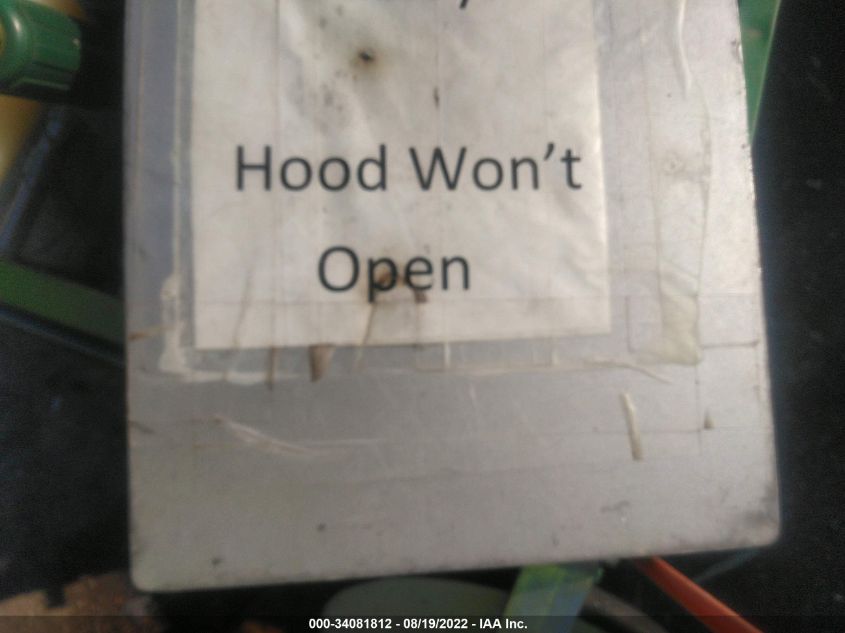 Hood Won’t
Open
000-34081812 - 08/19/2022 - IAA Inc.